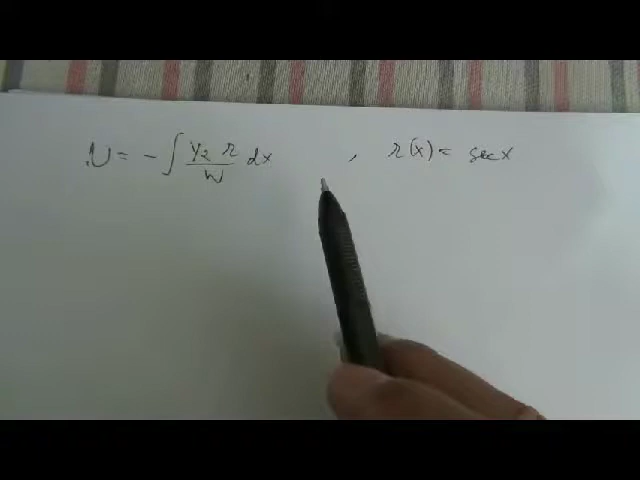 U = - ∫ y₂ r / W dx , r(x) = sec x